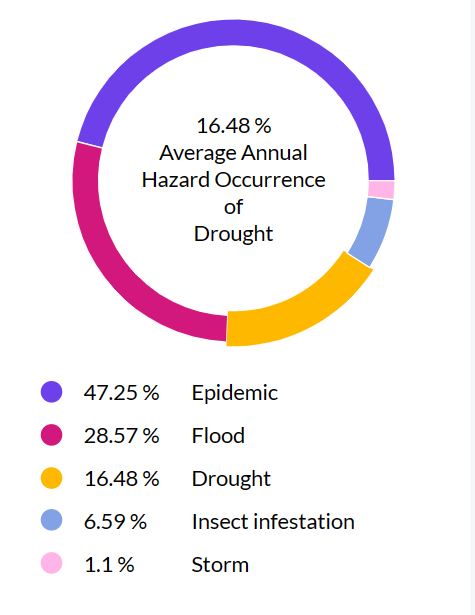 16.48 %
Average Annual
Hazard Occurrence
of
Drought
47.25 % Epidemic
28.57 % Flood
16.48 % Drought
6.59 % Insect infestation
1.1 % Storm